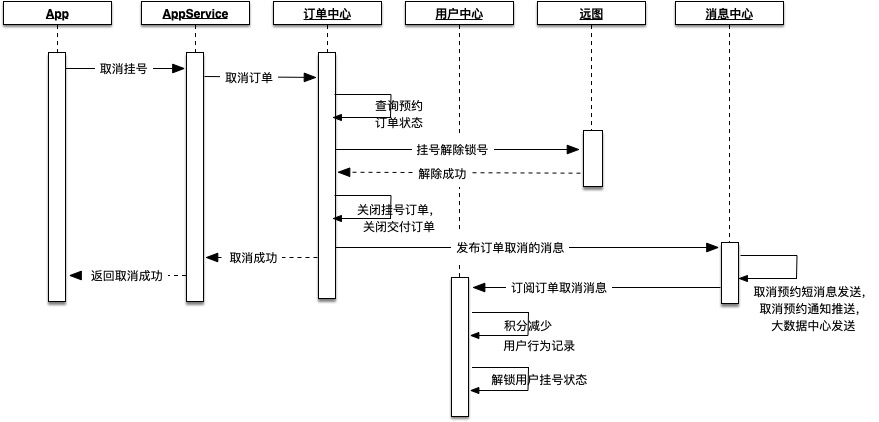 App
AppService
订单中心
用户中心
远图
消息中心
取消挂号
取消订单
查询预约
订单状态
挂号解除锁号
解除成功
关闭挂号订单，
关闭交付订单
发布订单取消的消息
取消成功
返回取消成功
订阅订单取消消息
取消预约短消息发送，
取消预约通知推送，
大数据中心发送
积分减少
用户行为记录
解锁用户挂号状态